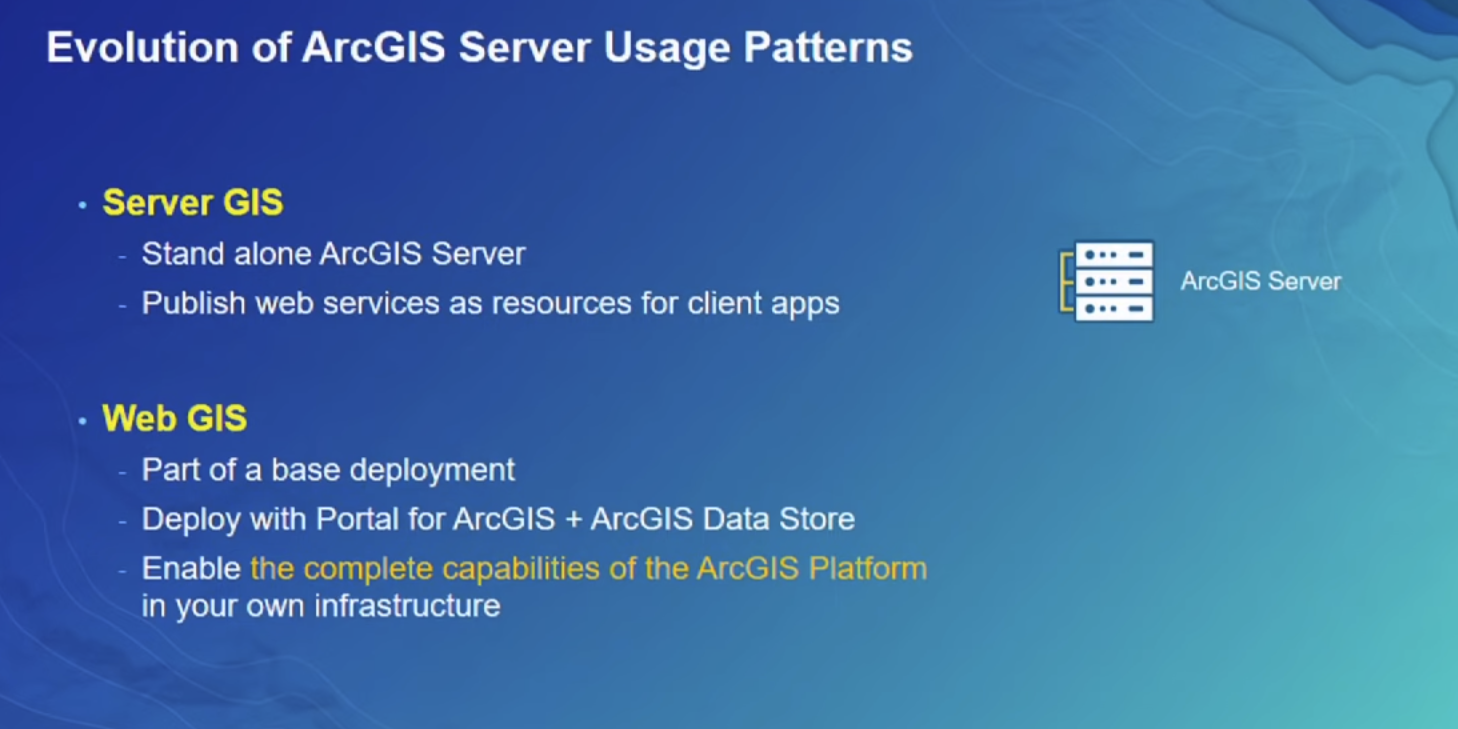 Evolution of ArcGIS Server Usage Patterns
• Server GIS
- Stand alone ArcGIS Server
- Publish web services as resources for client apps
ArcGIS Server
• Web GIS
- Part of a base deployment
- Deploy with Portal for ArcGIS + ArcGIS Data Store
- Enable the complete capabilities of the ArcGIS Platform
in your own infrastructure